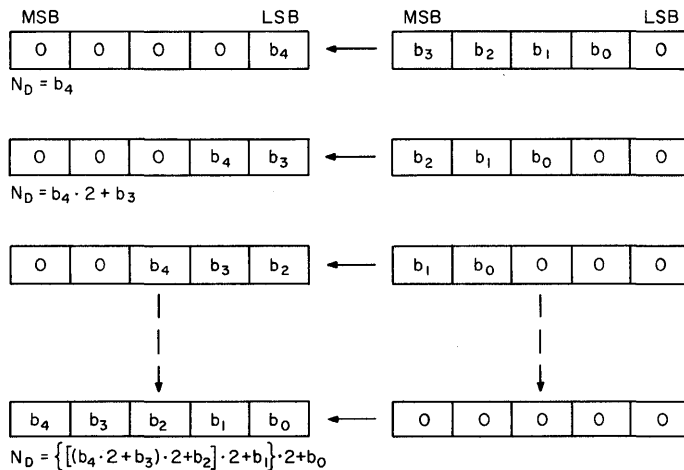 MSB LSB MSB LSB
0 0 0 0 b₄ b₃ b₂ b₁ b₀ 0
N_D = b₄
0 0 0 b₄ b₃ b₂ b₁ b₀ 0 0
N_D = b₄ · 2 + b₃
0 0 b₄ b₃ b₂ b₁ b₀ 0 0 0
b₄ b₃ b₂ b₁ b₀ 0 0 0 0 0
N_D = {[(b₄ · 2 + b₃) · 2 + b₂] · 2 + b₁} · 2 + b₀